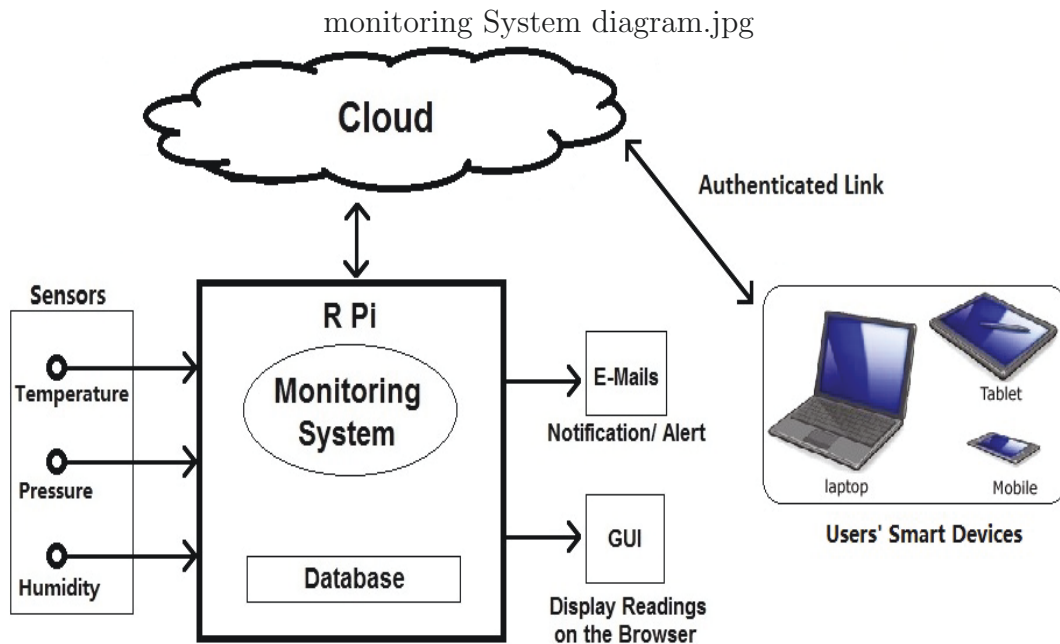 monitoring System diagram.jpg
Cloud
Authenticated Link
Sensors
Temperature
Pressure
Humidity
R Pi
Monitoring
System
Database
E-Mails
Notification/ Alert
GUI
Display Readings
on the Browser
Tablet
laptop
Mobile
Users' Smart Devices